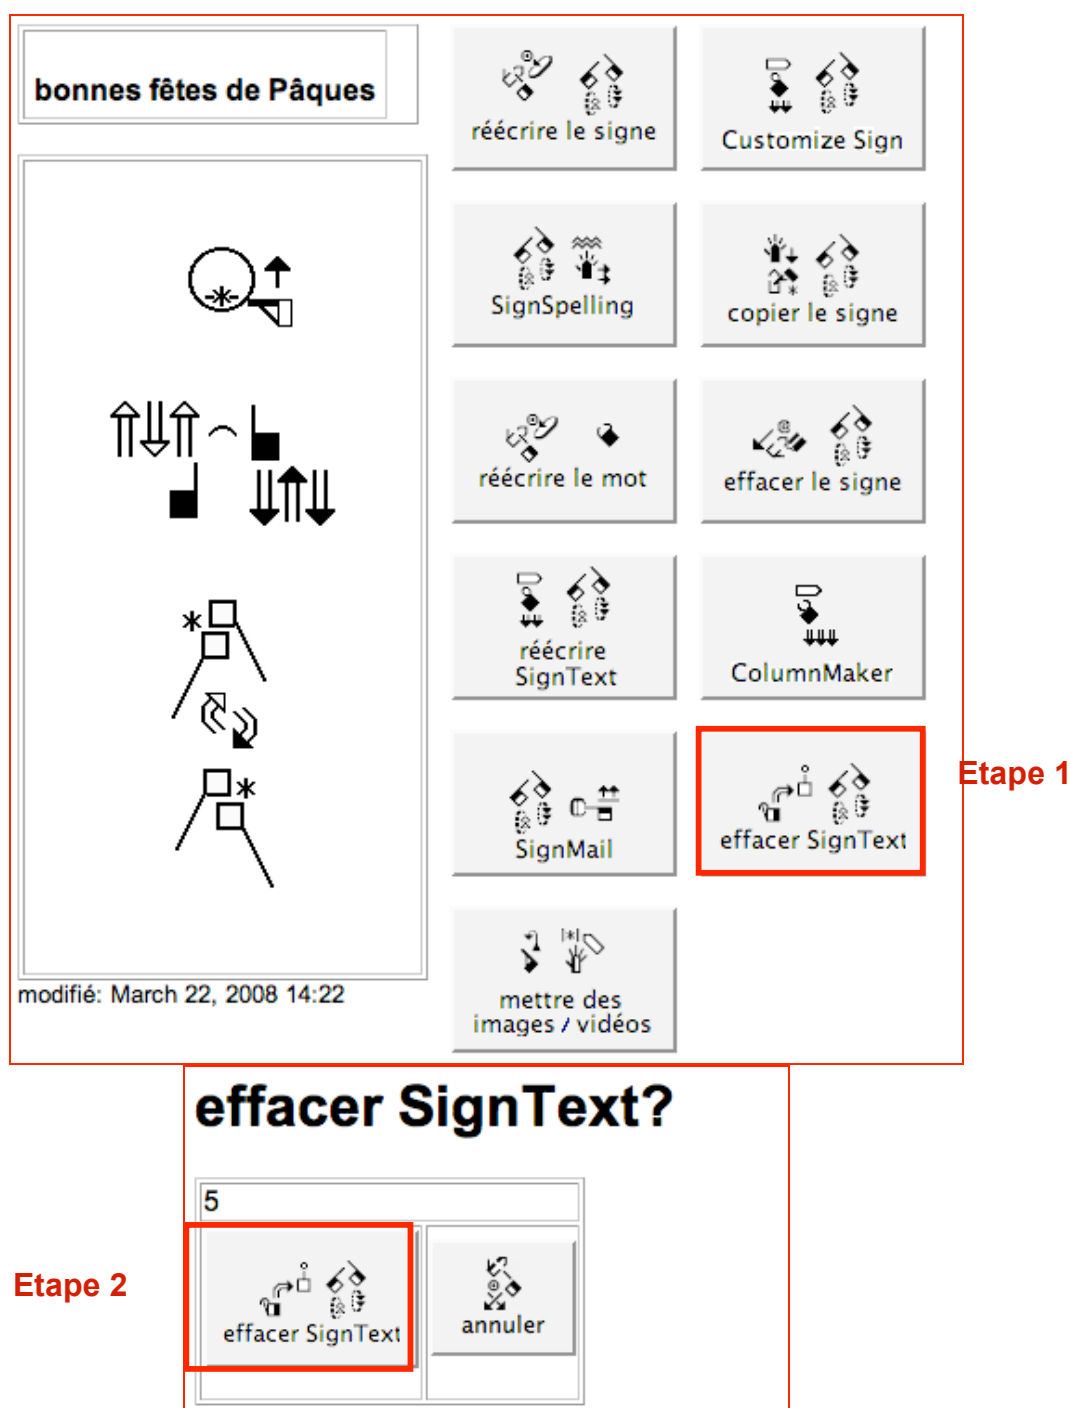 bonnes fêtes de Pâques
réécrire le signe
Customize Sign
SignSpelling
copier le signe
réécrire le mot
effacer le signe
réécrire
SignText
ColumnMaker
Etape 1
SignMail
effacer SignText
mettre des
images / vidéos
modifié: March 22, 2008 14:22
effacer SignText?
5
Etape 2
effacer SignText
annuler